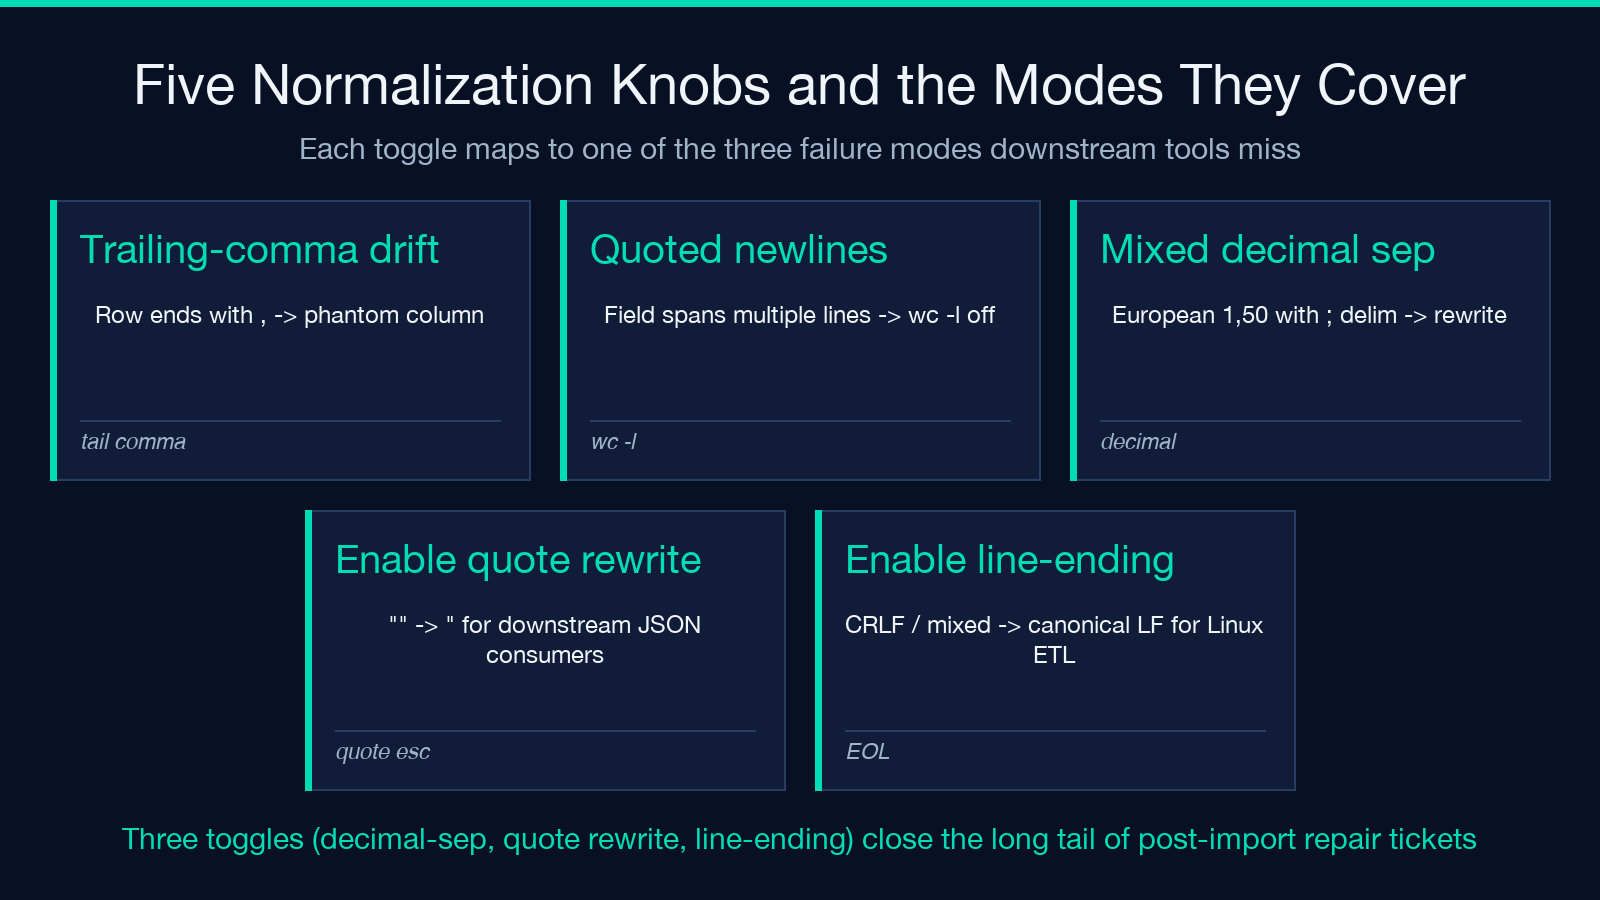 Five Normalization Knobs and the Modes They Cover
Each toggle maps to one of the three failure modes downstream tools miss
Trailing-comma drift
Row ends with , -> phantom column
tail comma
Quoted newlines
Field spans multiple lines -> wc -l off
wc -l
Mixed decimal sep
European 1,50 with ; delim -> rewrite
decimal
Enable quote rewrite
"" -> " for downstream JSON
consumers
quote esc
Enable line-ending
CRLF / mixed -> canonical LF for Linux
ETL
EOL
Three toggles (decimal-sep, quote rewrite, line-ending) close the long tail of post-import repair tickets